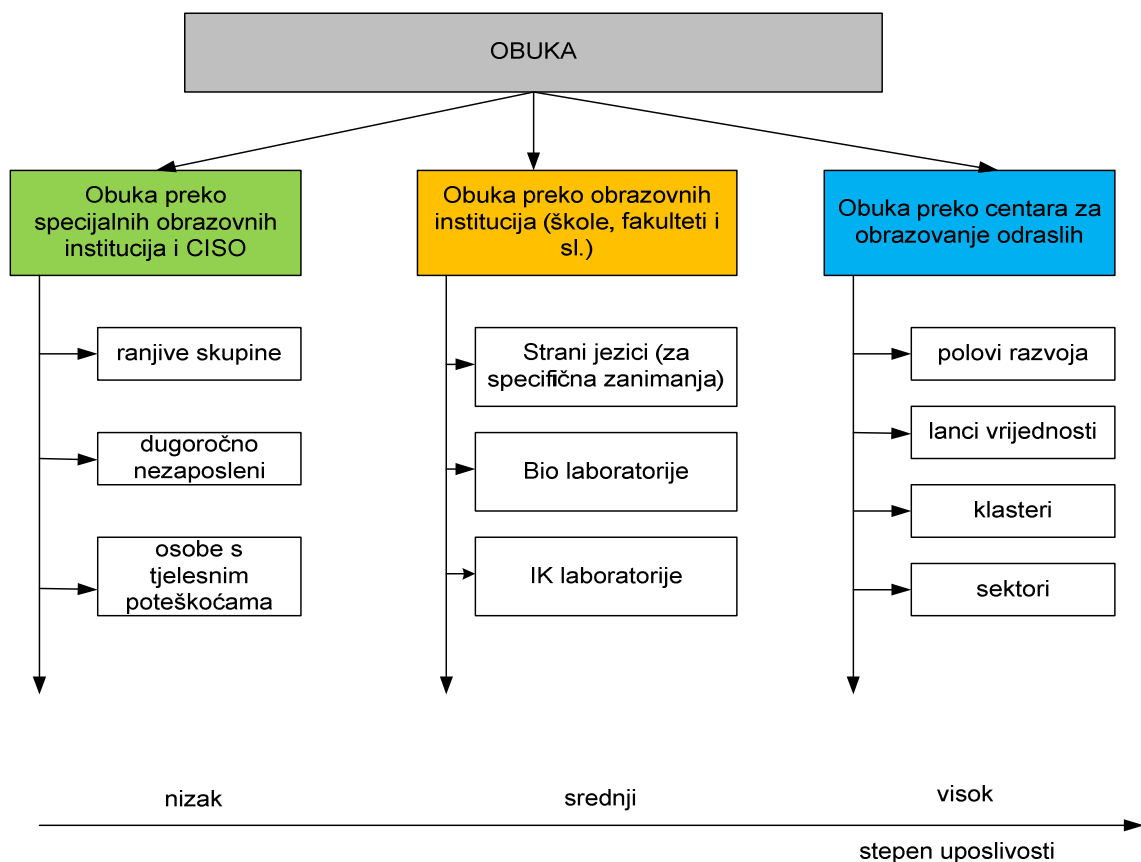 OBUKA
Obuka preko
specijalnih obrazovnih
institucija i CISO
ranjive skupine
dugoročno
nezaposleni
osobe s
tjelesnim
poteškoćama
Obuka preko obrazovnih
institucija (škole, fakulteti i
sl.)
Strani jezici (za
specifična zanimanja)
Bio laboratorije
IK laboratorije
Obuka preko centara za
obrazovanje odraslih
polovi razvoja
lanci vrijednosti
klasteri
sektori
nizak
srednji
visok
stepen uposlivosti